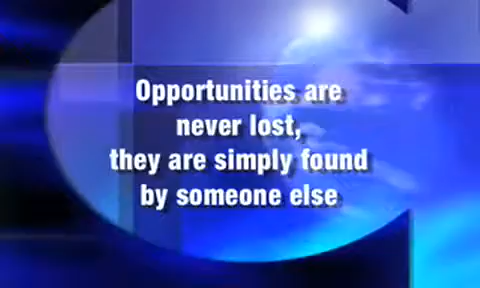 Opportunities are
never lost,
they are simply found
by someone else